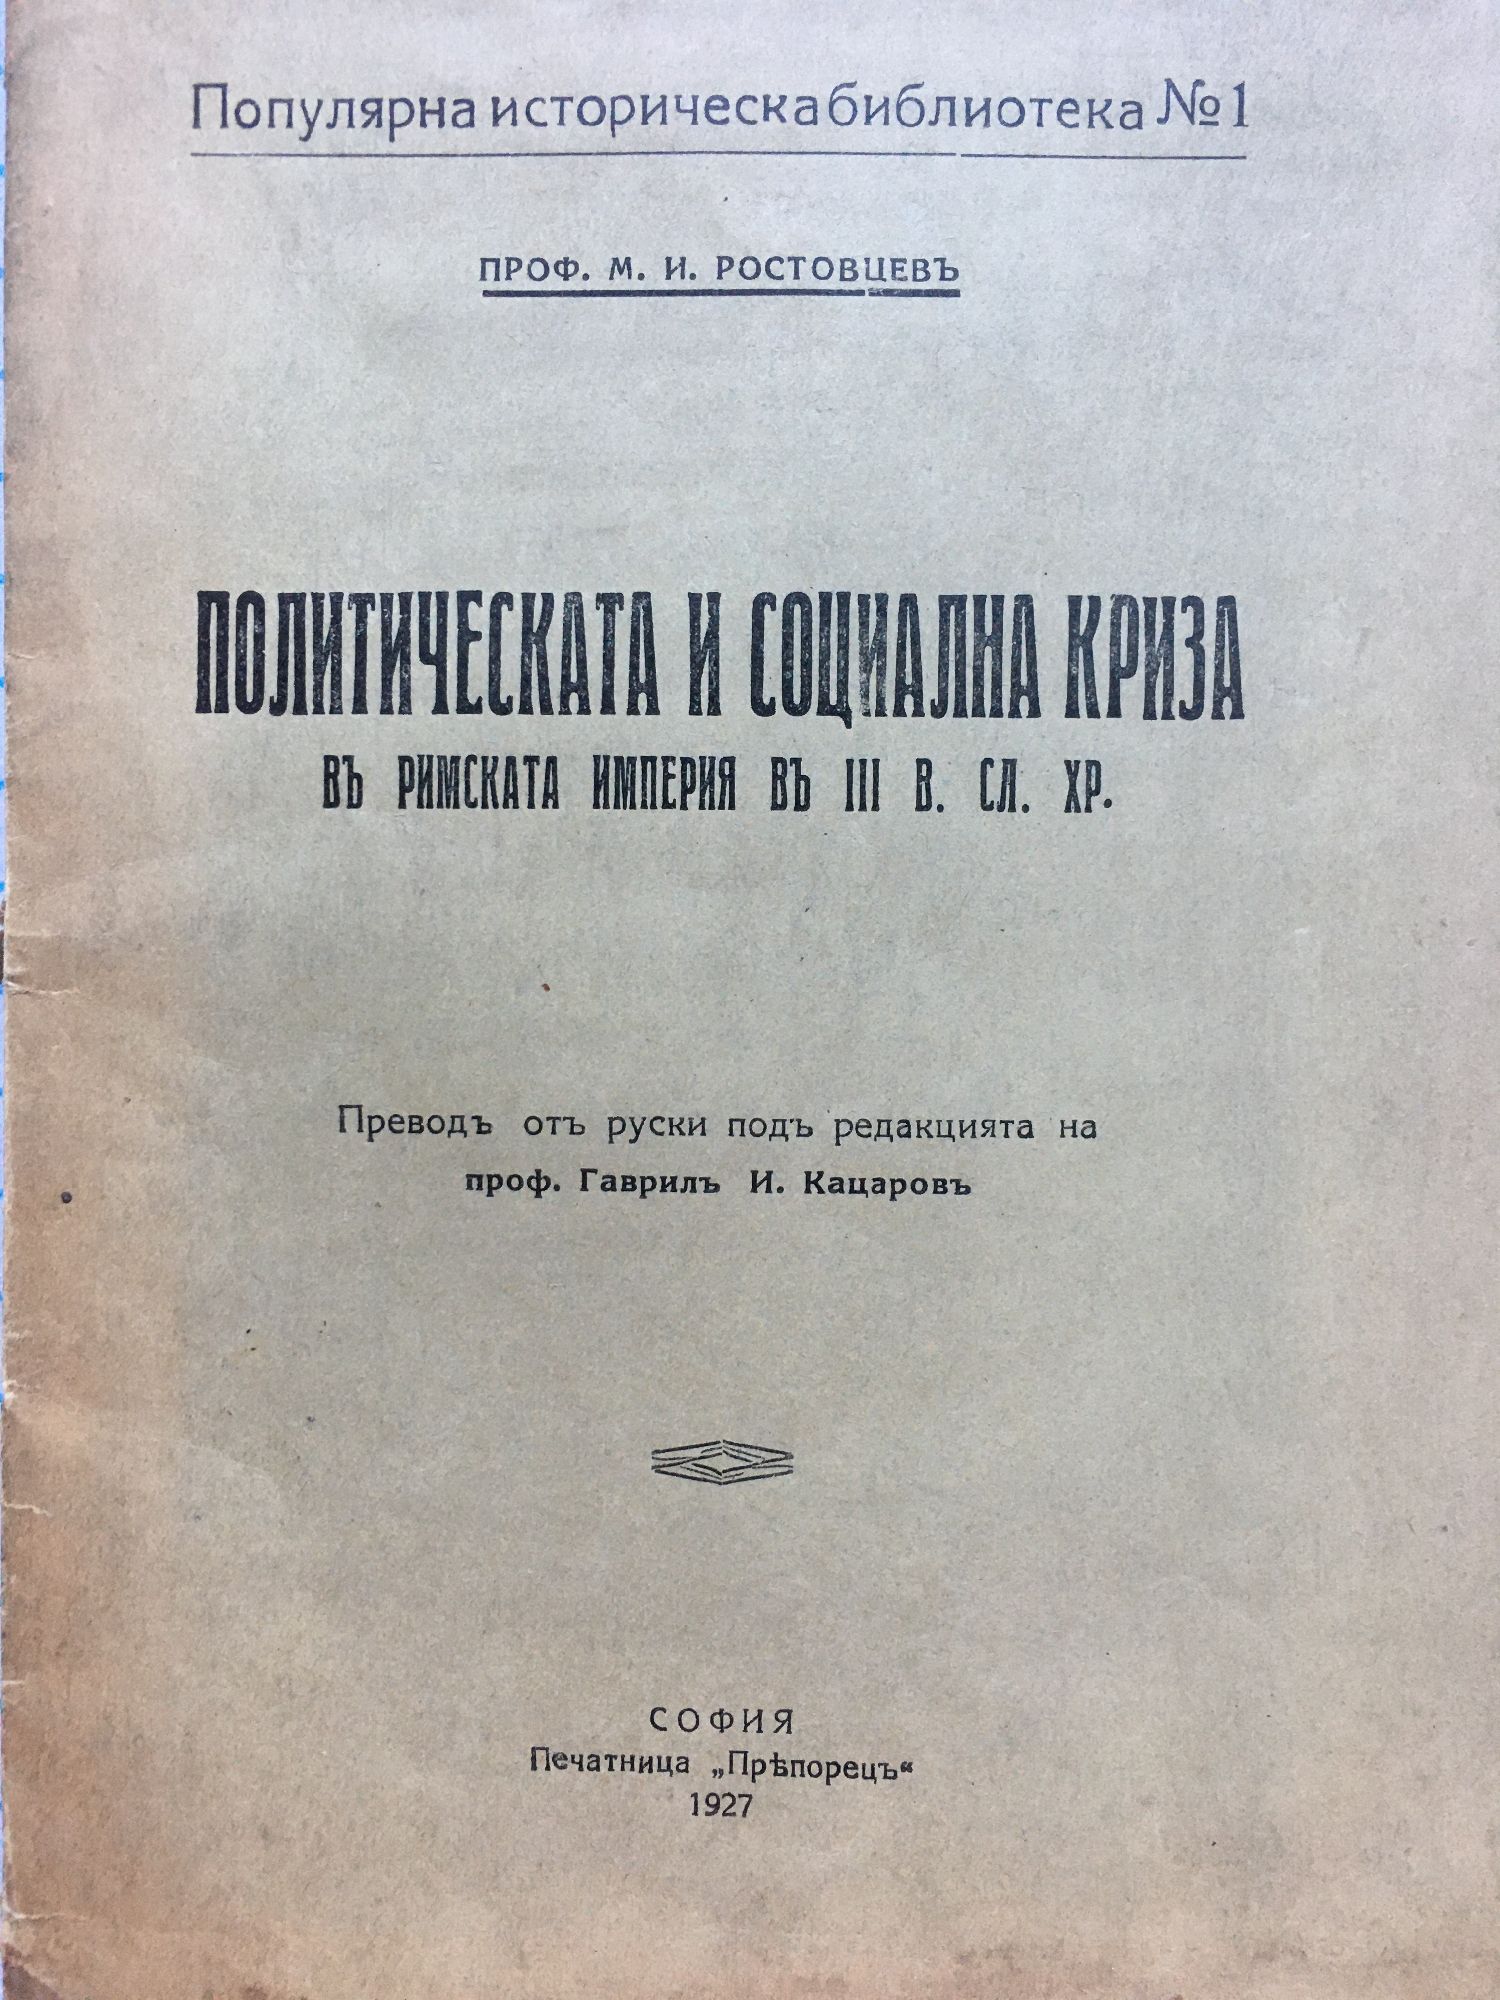 Популярна историческа библиотека №1
ПРОФ. М. И. РОСТОВЦЕВЪ
ПОЛИТИЧЕСКАТА И СОЦИАЛНА КРИЗА
ВЪ РИМСКАТА ИМПЕРИЯ ВЪ III В. СЛ. ХР.
Преводъ отъ руски подъ редакцията на
проф. Гаврилъ И. Кацаровъ
СОФИЯ
Печатница „Прѣпорецъ“
1927